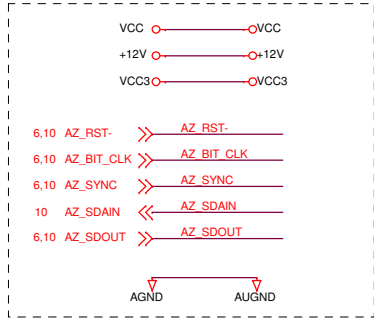 VCC VCC
+12V +12V
VCC3 VCC3
6,10 AZ_RST- AZ_RST-
6,10 AZ_BIT_CLK AZ_BIT_CLK
6,10 AZ_SYNC AZ_SYNC
10 AZ_SDAIN AZ_SDAIN
6,10 AZ_SDOUT AZ_SDOUT
AGND AUGND